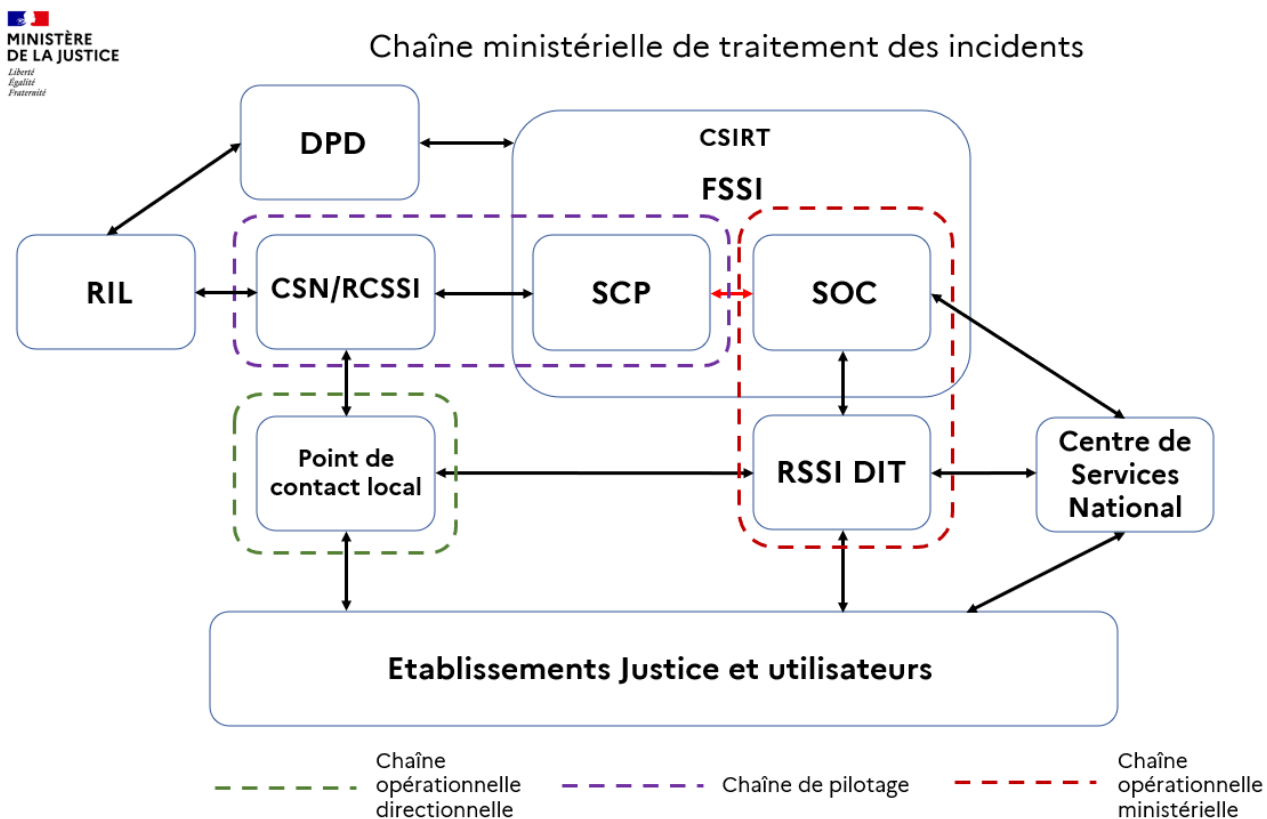 MINISTÈRE
DE LA JUSTICE
Liberté
Égalité
Fraternité
Chaîne ministérielle de traitement des incidents
DPD
CSIRT
FSSI
RIL
CSN/RCSSI
SCP
SOC
Point de
contact local
RSSI DIT
Centre de
Services
National
Etablissements Justice et utilisateurs
Chaîne
opérationnelle
directionnelle
Chaîne de pilotage
Chaîne
opérationnelle
ministérielle